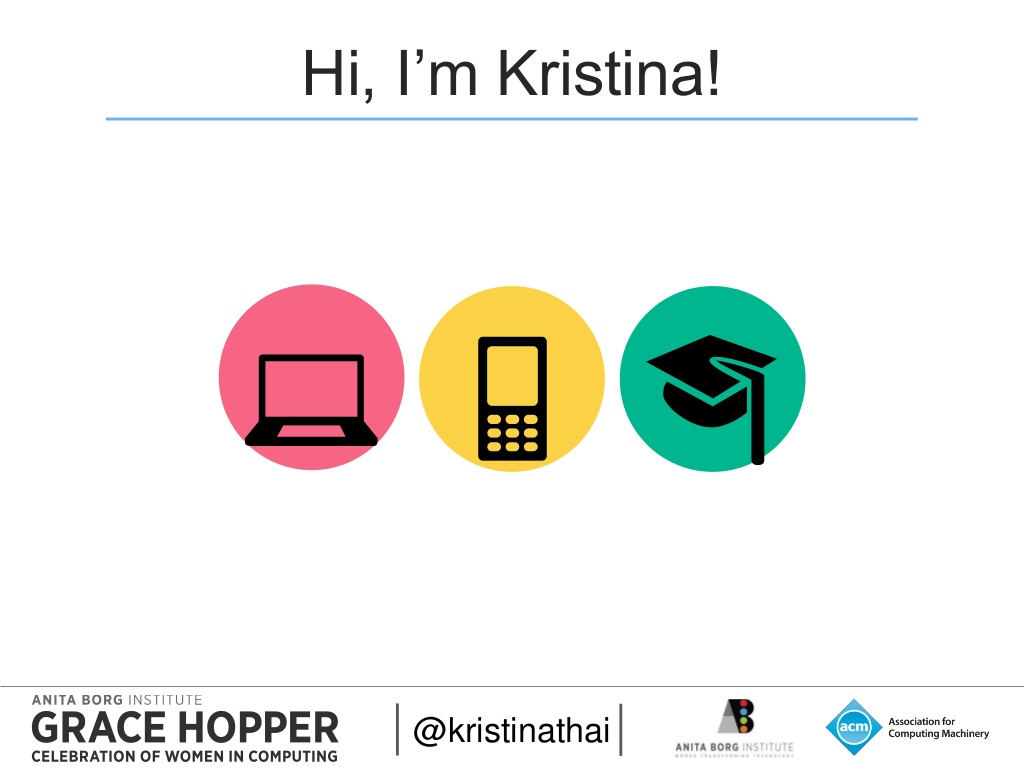 Hi, I’m Kristina!
ANITA BORG INSTITUTE
GRACE HOPPER
CELEBRATION OF WOMEN IN COMPUTING
@kristinathai
AB
ANITA BORG INSTITUTE
WOMEN TRANSFORMING TECHNOLOGY
acm
Association for
Computing Machinery